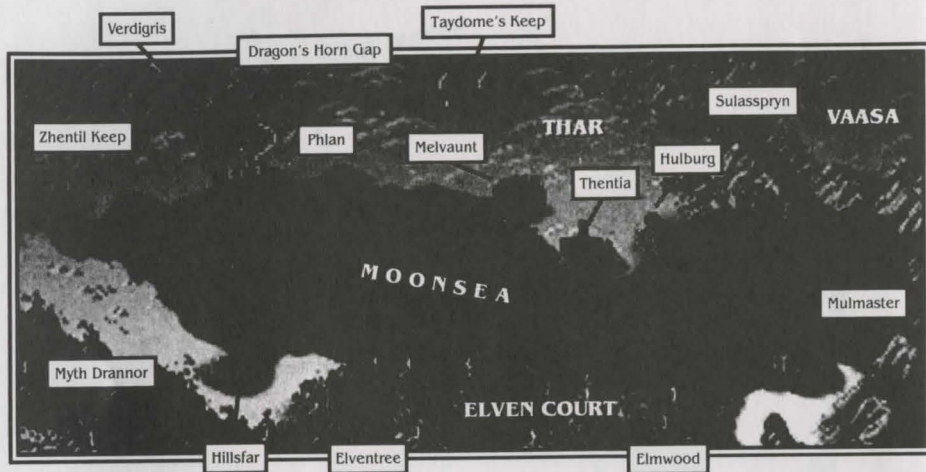 Verdigris
Taydome's Keep
Dragon's Horn Gap
Sulasspryn
VAASA
Zhentil Keep
Phlan
THAR
Melvaunt
Hulburg
Thentia
MOONSEA
Mulmaster
Myth Drannor
ELVEN COURT
Hillsfar
Elventree
Elmwood